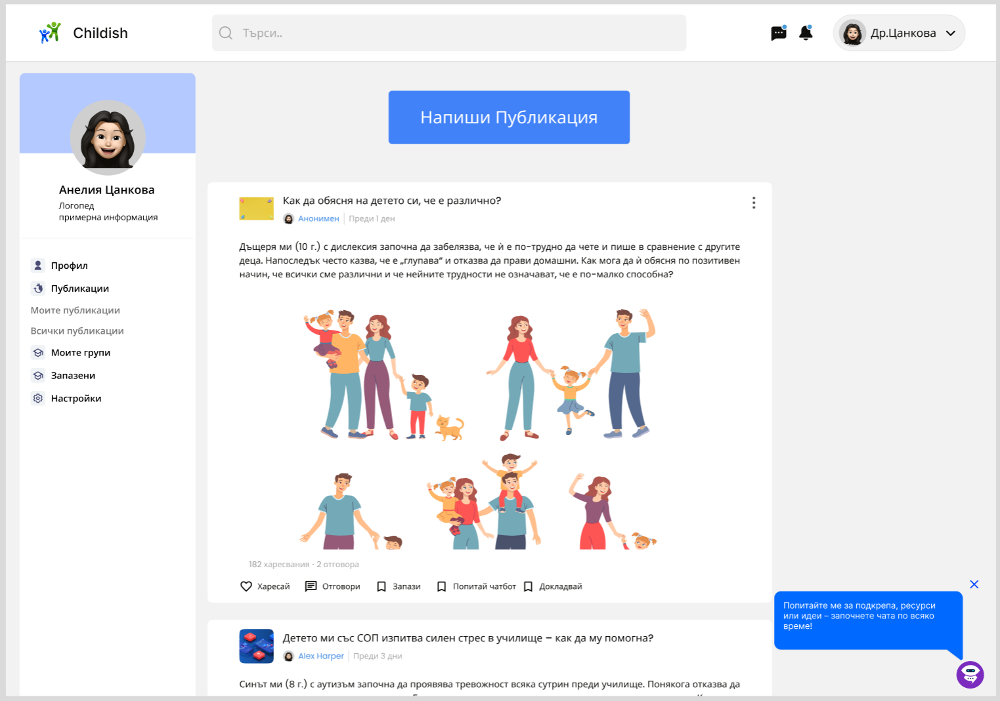 Childish
Търси..
Др.Цанкова
Напиши Публикация
Анелия Цанкова
Логопед
примерна информация
Профил
Публикации
Моите публикации
Всички публикации
Моите групи
Запазени
Настройки
Как да обясня на детето си, че е различно?
Анонимен | Преди 1 ден
Дъщеря ми (10 г.) с дислексия започна да забелязва, че ѝ е по-трудно да чете и пише в сравнение с другите
деца. Напоследък често казва, че е „глупава“ и отказва да прави домашни. Как мога да ѝ обясня по позитивен
начин, че всички сме различни и че нейните трудности не означават, че е по-малко способна?
182 харесвания · 2 отговора
Харесай Отговори Запази Попитай чатбот Докладвай
Детето ми със СОП изпитва силен стрес в училище – как да му помогна?
Alex Harper | Преди 3 дни
Синът ми (8 г.) с аутизъм започна да проявява тревожност всяка сутрин преди училище. Понякога отказва да
Попитайте ме за подкрепа, ресурси
или идеи – започнете чата по всяко
време!